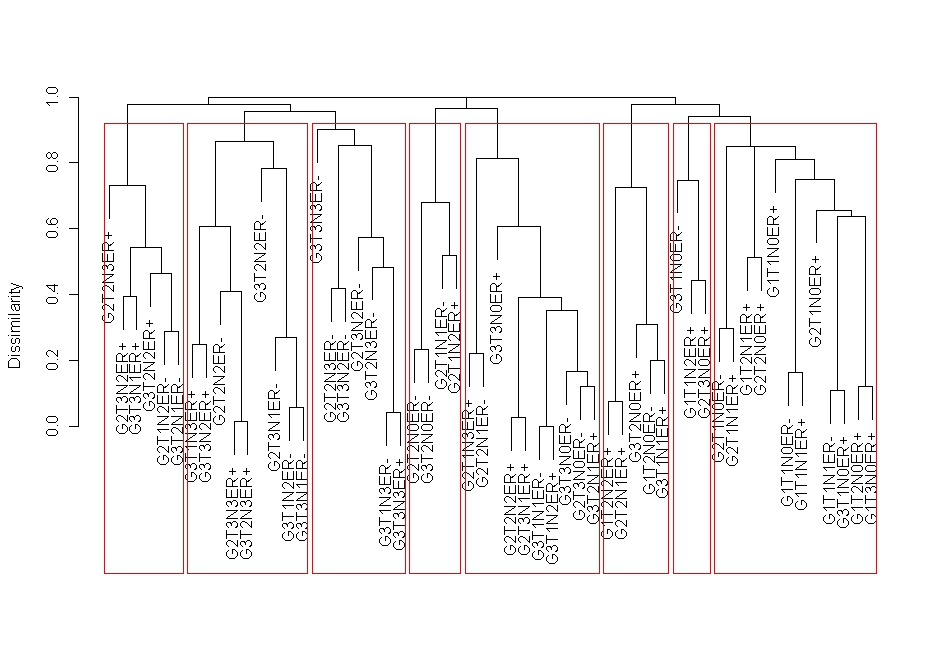 1.0
0.8
0.6
0.4
0.2
0.0
Dissimilarity
G2T2N3ER+
G2T3N2ER+
G3T1N1ER+
G3T2N2ER+
G1T1N2ER-
G3T2N1ER-
G1T1N3ER+
G3T3N2ER+
G2T2N2ER-
G2T3N3ER+
G3T2N3ER+
G3T2N2ER-
G2T3N1ER-
G3T1N2ER-
G3T3N1ER-
G3T3N3ER-
G2T3N3ER-
G3T3N2ER-
G2T3N2ER-
G3T2N3ER-
G3T1N3ER-
G3T3N3ER+
G2T2N0ER-
G3T2N0ER-
G2T1N1ER-
G2T1N2ER+
G2T1N3ER+
G2T2N1ER-
G3T3N0ER+
G2T2N2ER+
G2T3N1ER+
G3T1N1ER-
G3T1N2ER+
G3T3N0ER-
G2T3N0ER-
G3T2N1ER+
G1T2N2ER+
G2T2N1ER+
G3T2N0ER+
G1T2N0ER-
G3T1N1ER+
G3T1N0ER-
G1T1N2ER+
G2T3N0ER+
G2T1N0ER-
G2T1N1ER+
G1T2N1ER+
G2T2N0ER+
G1T1N0ER+
G1T1N0ER-
G1T1N1ER+
G2T1N0ER+
G1T1N1ER-
G3T1N0ER+
G1T2N0ER+
G1T3N0ER+